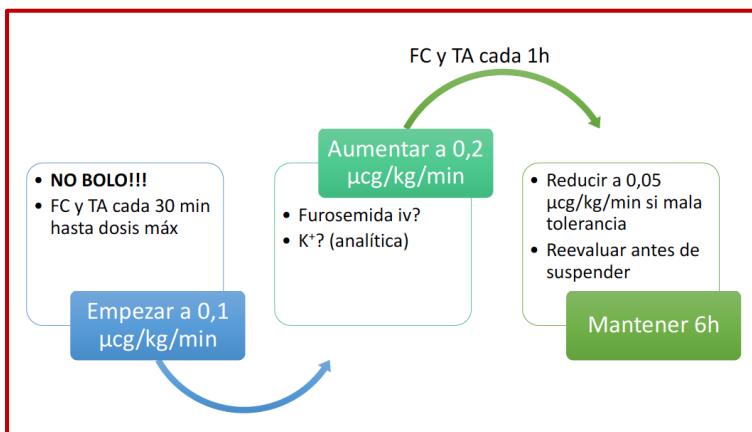 FC y TA cada 1h
• NO BOLO!!!
• FC y TA cada 30 min
hasta dosis máx
Empezar a 0,1
µcg/kg/min
Aumentar a 0,2
µcg/kg/min
• Furosemida iv?
• K⁺? (analítica)
• Reducir a 0,05
µcg/kg/min si mala
tolerancia
• Reevaluar antes de
suspender
Mantener 6h